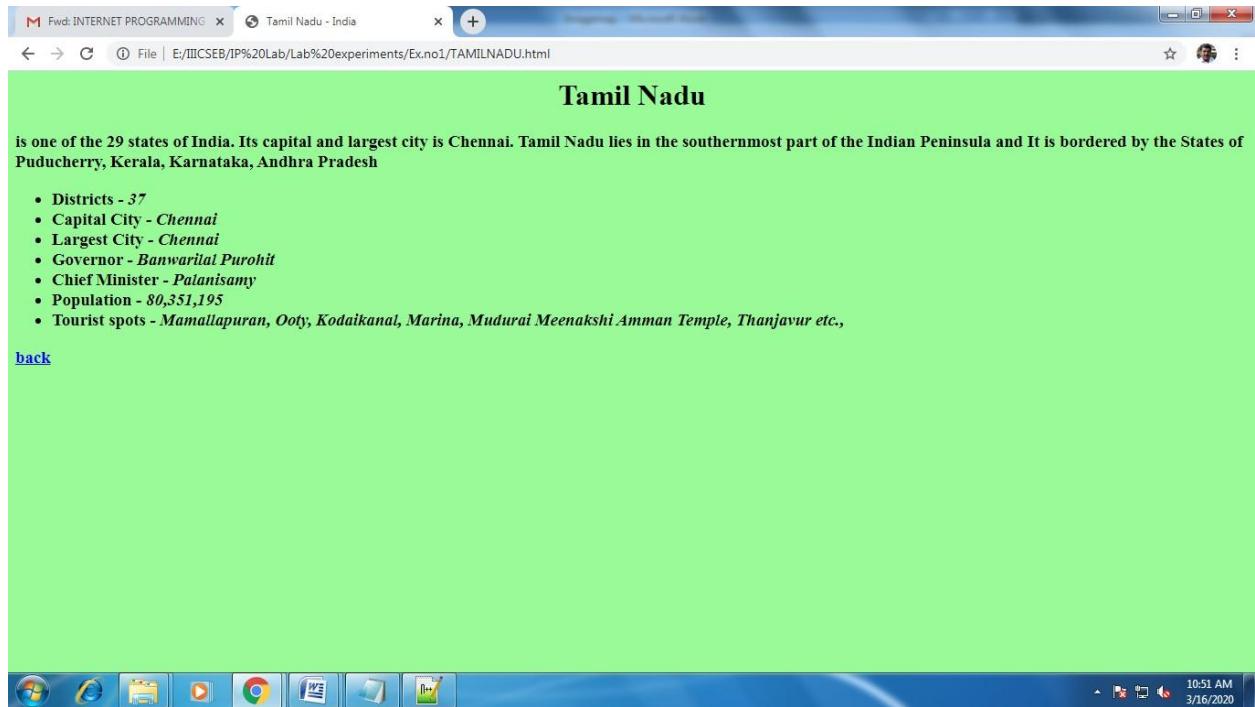 Fwd: INTERNET PROGRAMMING
Tamil Nadu - India
File | E:/IIICSEB/IP%20Lab/Lab%20experiments/Ex.no1/TAMILNADU.html
Tamil Nadu
is one of the 29 states of India. Its capital and largest city is Chennai. Tamil Nadu lies in the southernmost part of the Indian Peninsula and It is bordered by the States of
Puducherry, Kerala, Karnataka, Andhra Pradesh
• Districts - 37
• Capital City - Chennai
• Largest City - Chennai
• Governor - Banwarilal Purohit
• Chief Minister - Palanisamy
• Population - 80,351,195
• Tourist spots - Mamallapuran, Ooty, Kodaikanal, Marina, Mudurai Meenakshi Amman Temple, Thanjavur etc.,
back
10:51 AM
3/16/2020